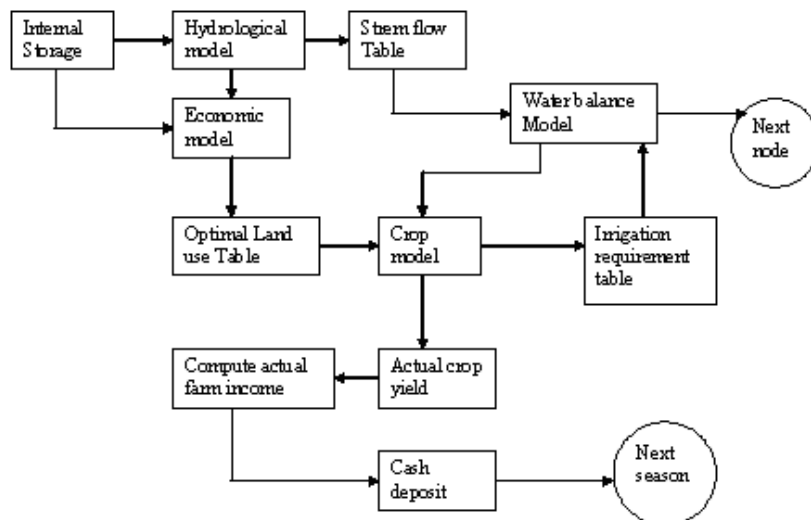 Internal
Storage
Hydrological
model
Strem flow
Table
Economic
model
Water balance
Model
Next
node
Optimal Land
use Table
Crop
model
Irrigation
requirement
table
Compute actual
farm income
Actual crop
yield
Cash
deposit
Next
season